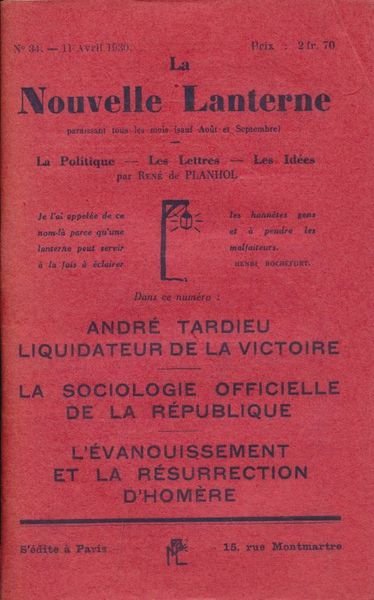 N° 34. — 11 Avril 1930. Prix : 2 fr. 70
La
Nouvelle Lanterne
paraissant tous les mois (sauf Août et Septembre)
La Politique — Les Lettres — Les Idées
par RENÉ de PLANHOL
Je l'ai appelée de ce
nom-là parce qu'une
lanterne peut servir
à la fois à éclairer
les honnêtes gens
et à pendre les
malfaiteurs.
HENRI ROCHEFORT.
Dans ce numéro :
ANDRÉ TARDIEU
LIQUIDATEUR DE LA VICTOIRE
LA SOCIOLOGIE OFFICIELLE
DE LA RÉPUBLIQUE
L'ÉVANOUISSEMENT
ET LA RÉSURRECTION
D'HOMÈRE
S'édite à Paris
15, rue Montmartre